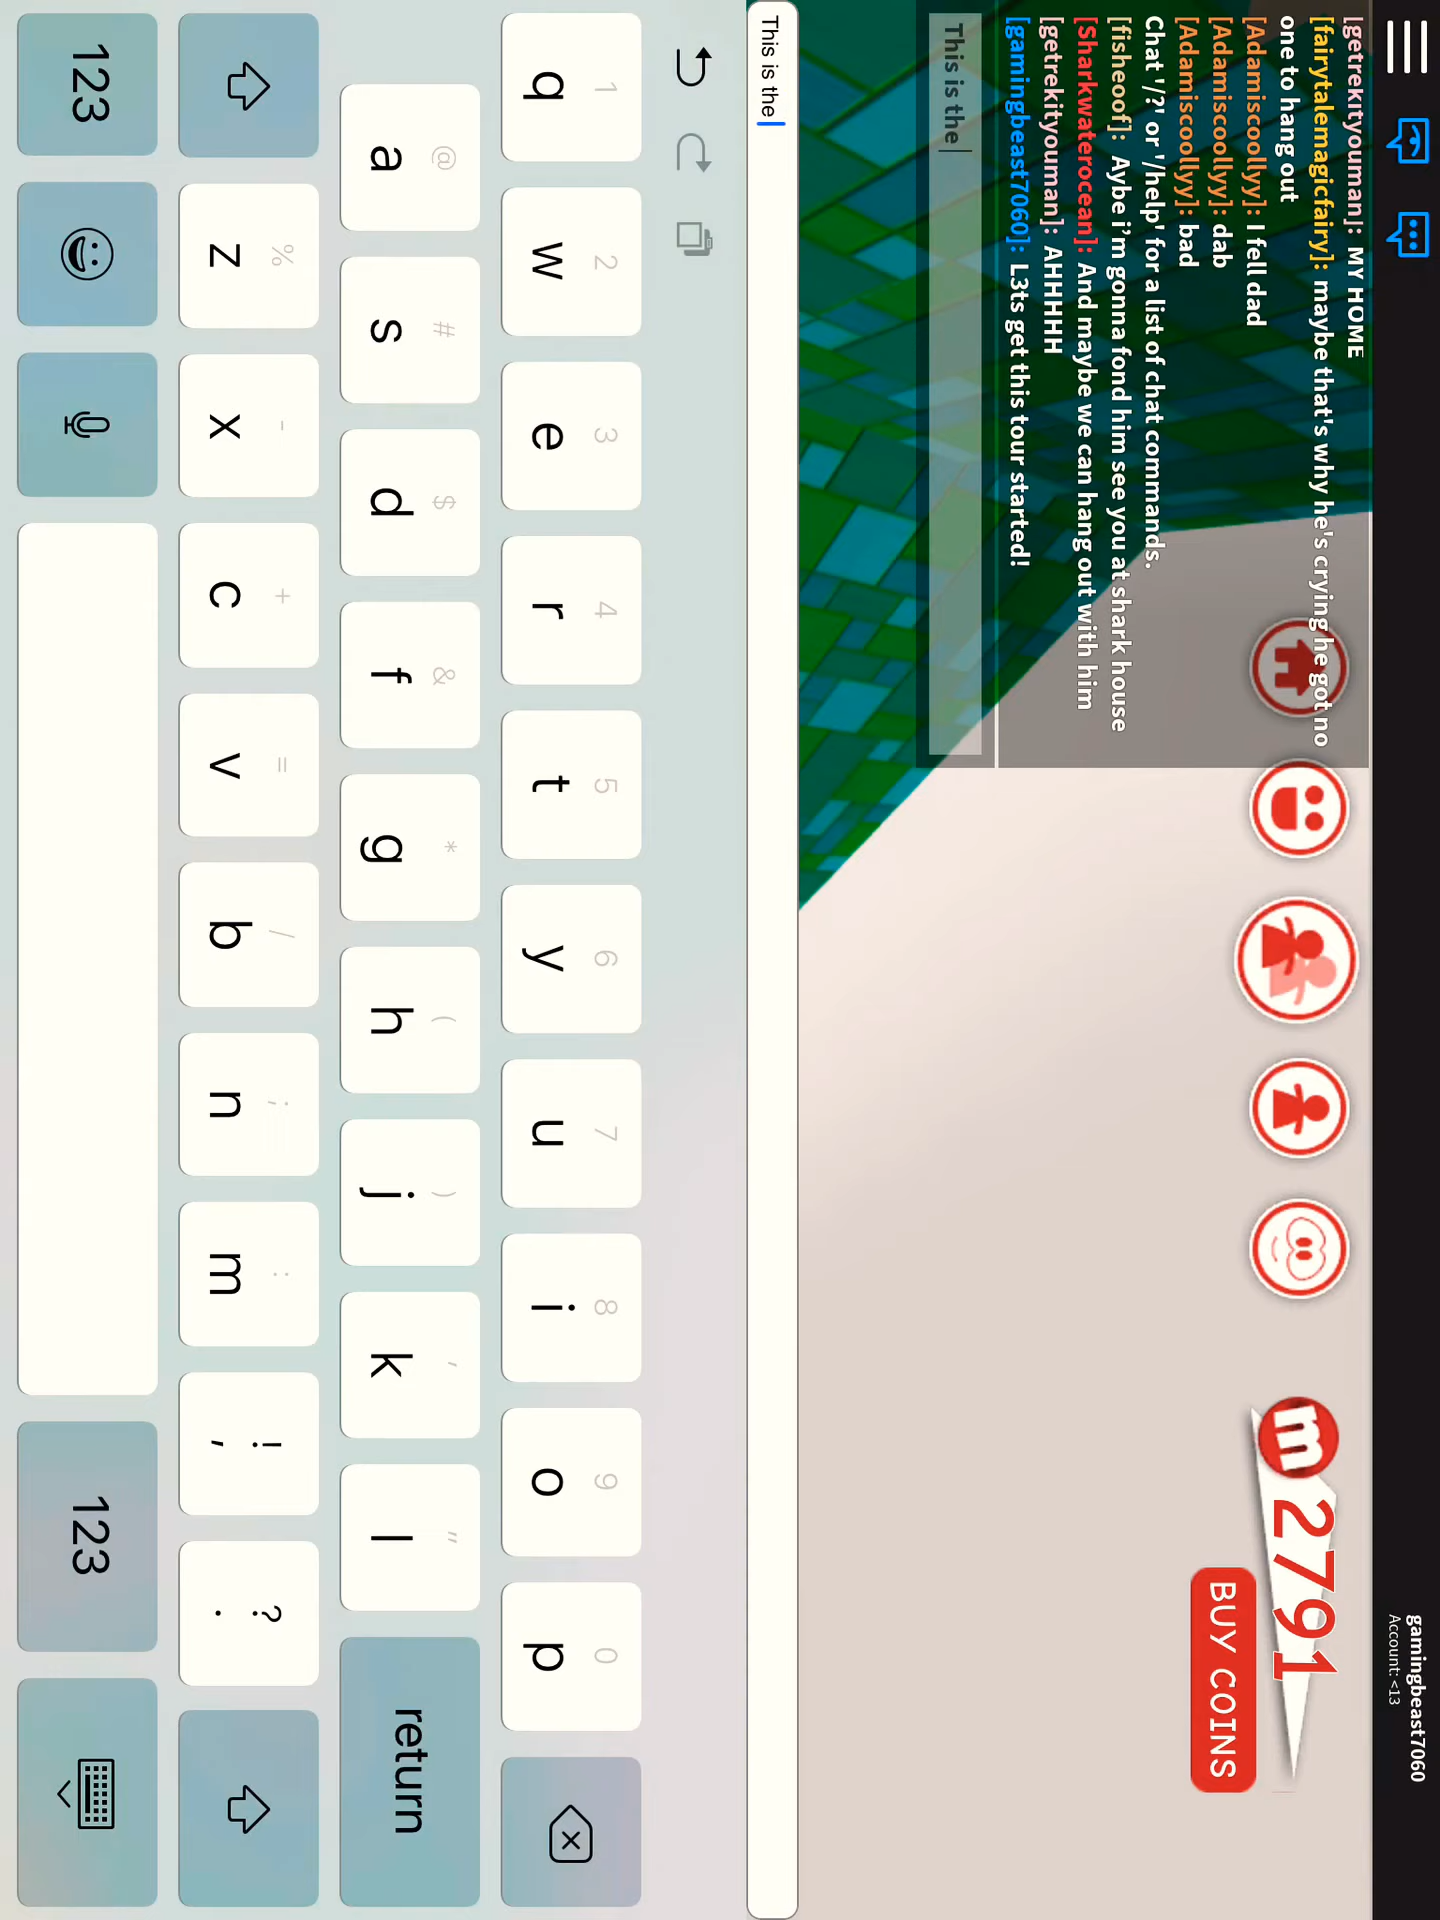 gamingbeast7060
Account: <13
[getrekityouman]: MY HOME
[fairytalemagicfairy]: maybe that's why he's crying he got no
one to hang out
[Adamiscoollyy]: I fell dad
[Adamiscoollyy]: dab
[Adamiscoollyy]: bad
Chat '/?' or '/help' for a list of chat commands.
[fisheoof]: Aybe i'm gonna fond him see you at shark house
[Sharkwaterocean]: And maybe we can hang out with him
[getrekityouman]: AHHHHH
[gamingbeast7060]: L3ts get this tour started!
This is the
m 2791
BUY COINS
This is the
1 2 3 4 5 6 7 8 9 0
q w e r t y u i o p
@ # $ & * ( ) ' "
a s d f g h j k l return
% - + = / ; : ! ?
z x c v b n m , .
123 123